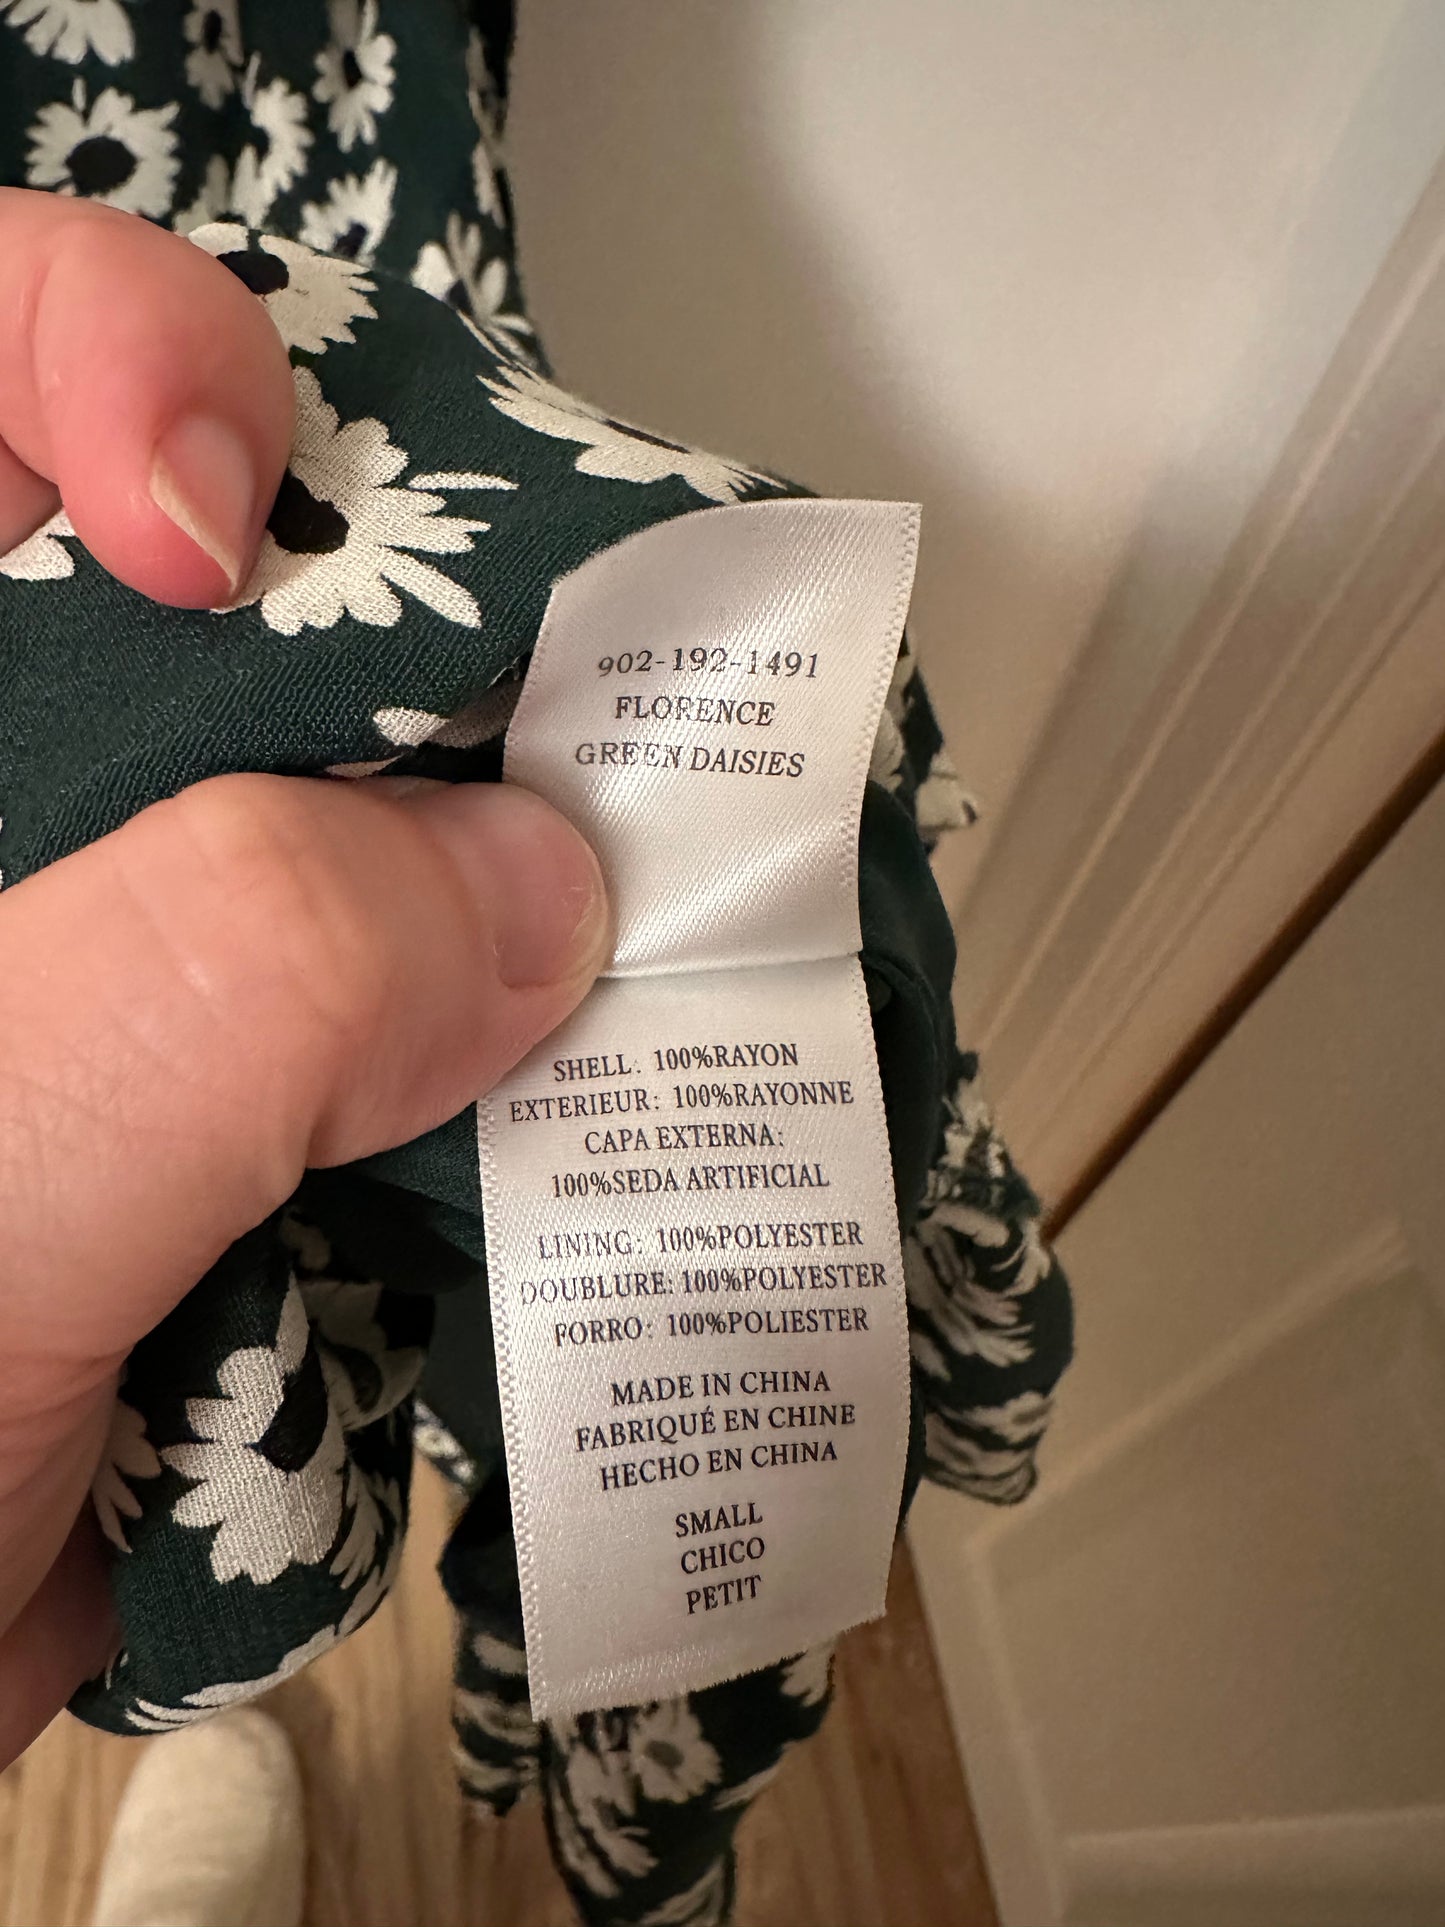 902-192-1491
FLORENCE
GREEN DAISIES
SHELL: 100%RAYON
EXTERIEUR: 100%RAYONNE
CAPA EXTERNA:
100%SEDA ARTIFICIAL
LINING: 100%POLYESTER
DOUBLURE: 100%POLYESTER
FORRO: 100%POLIESTER
MADE IN CHINA
FABRIQUÉ EN CHINE
HECHO EN CHINA
SMALL
CHICO
PETIT